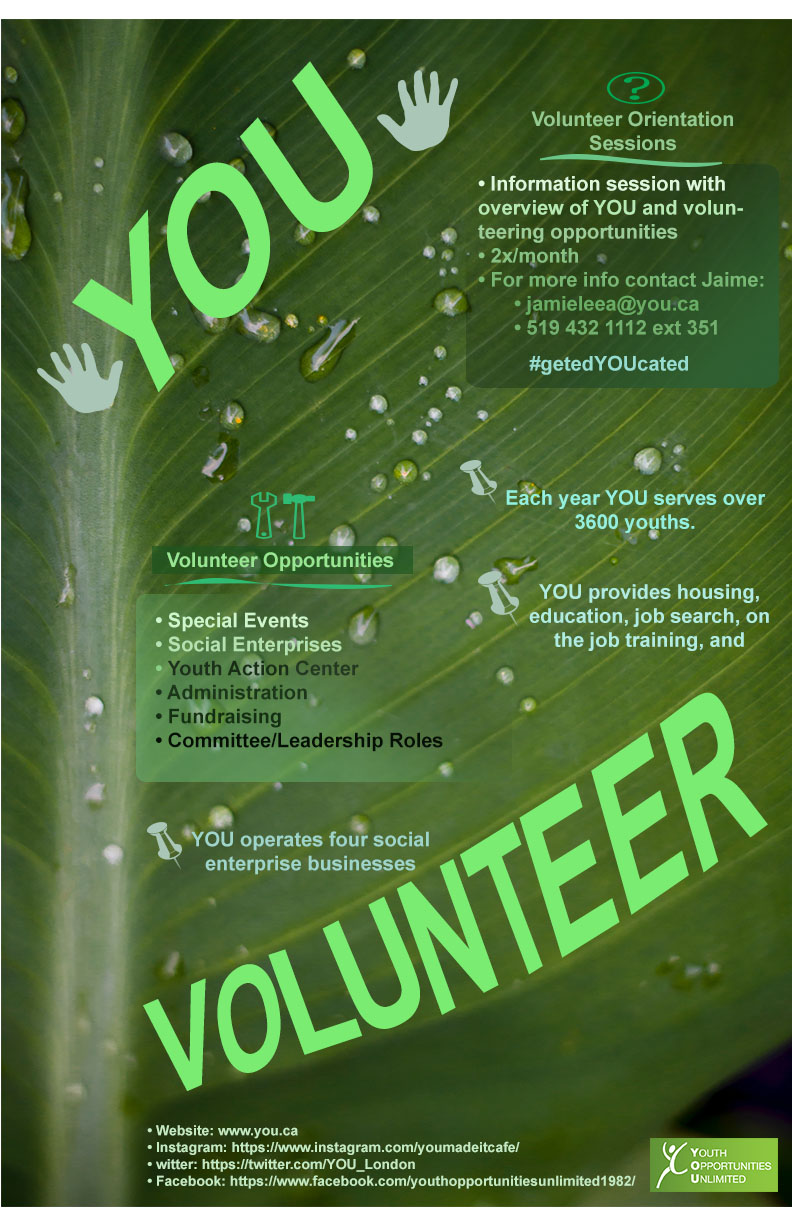 YOU
?
Volunteer Orientation
Sessions
• Information session with
overview of YOU and volun-
teering opportunities
• 2x/month
• For more info contact Jaime:
• jamieleea@you.ca
• 519 432 1112 ext 351
#getedYOUcated
Each year YOU serves over
3600 youths.
Volunteer Opportunities
• Special Events
• Social Enterprises
• Youth Action Center
• Administration
• Fundraising
• Committee/Leadership Roles
YOU provides housing,
education, job search, on
the job training, and
YOU operates four social
enterprise businesses
VOLUNTEER
• Website: www.you.ca
• Instagram: https://www.instagram.com/youmadeitcafe/
• witter: https://twitter.com/YOU_London
• Facebook: https://www.facebook.com/youthopportunitiesunlimited1982/
YOUTH
OPPORTUNITIES
UNLIMITED